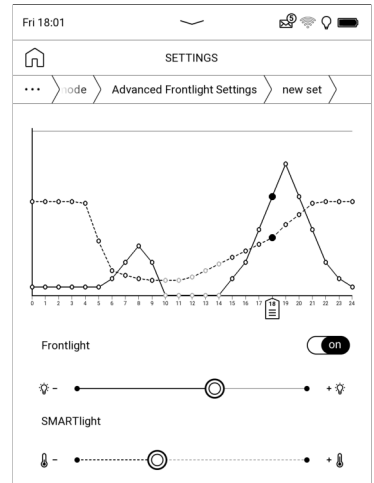 Fri 18:01
5
SETTINGS
••• node Advanced Frontlight Settings new set
0 1 2 3 4 5 6 7 8 9 10 11 12 13 14 15 16 17 18 19 20 21 22 23 24
Frontlight on
- +
SMARTlight
- +